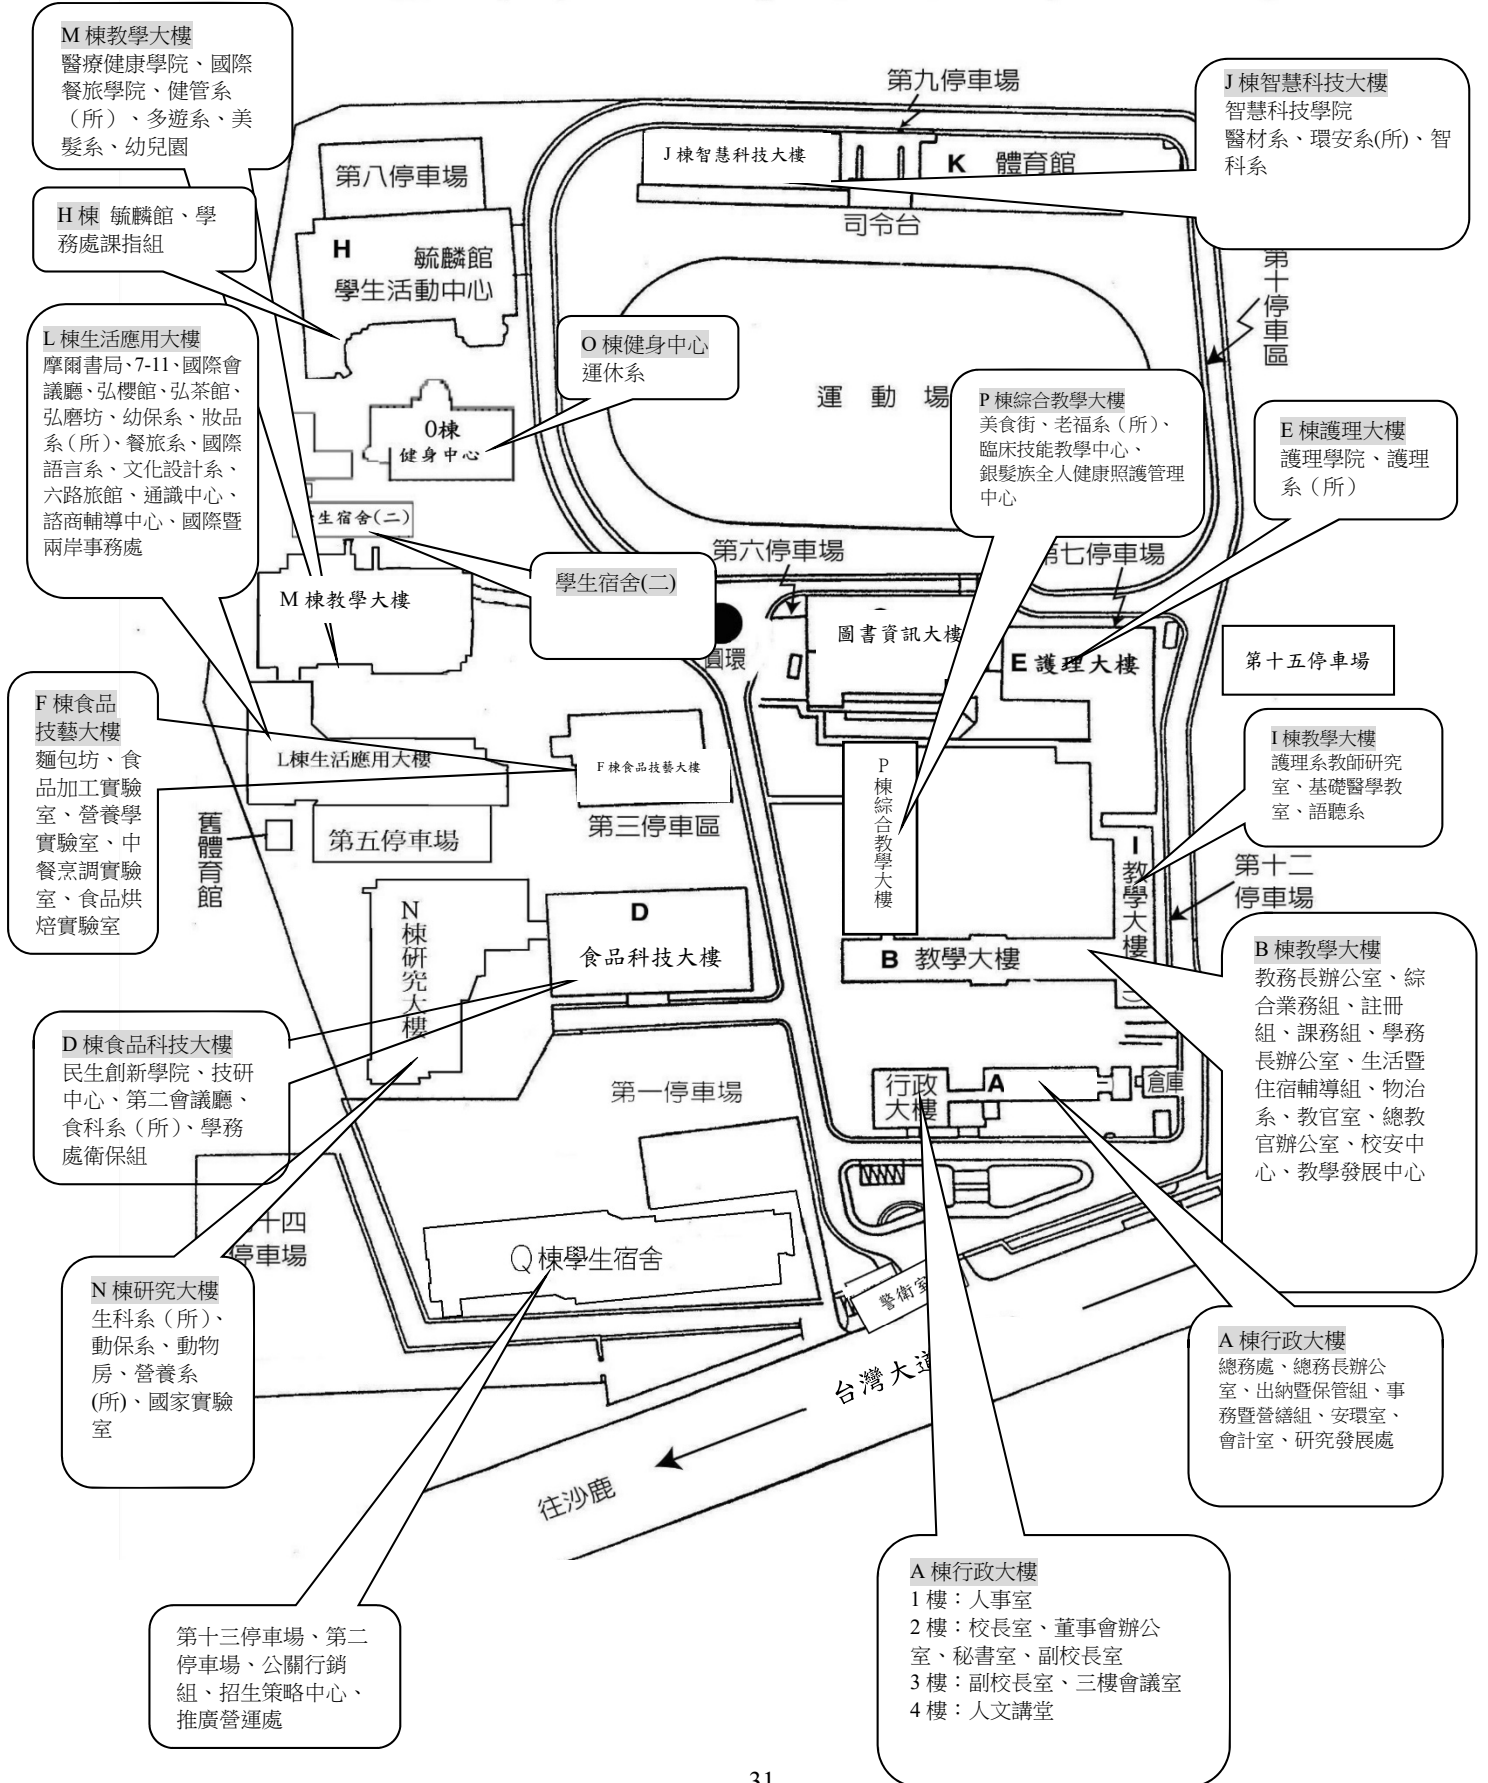 M 棟教學大樓
醫療健康學院、國際
餐旅學院、健管系
（所）、多遊系、美
髮系、幼兒園
第九停車場
J 棟智慧科技大樓
智慧科技學院
醫材系、環安系(所)、智
科系
J 棟智慧科技大樓
K 體育館
司令台
第八停車場
H 棟 毓麟館、學
務處課指組
H 毓麟館
學生活動中心
第十停車區
L 棟生活應用大樓
摩爾書局、7-11、國際會
議廳、弘櫻館、弘茶館、
弘磨坊、幼保系、妝品
系（所）、餐旅系、國際
語言系、文化設計系、
六路旅館、通識中心、
諮商輔導中心、國際暨
兩岸事務處
O 棟健身中心
運休系
運動場
P 棟綜合教學大樓
美食街、老福系（所）、
臨床技能教學中心、
銀髮族全人健康照護管理
中心
E 棟護理大樓
護理學院、護理
系（所）
O棟
健身中心
生宿舍(二)
學生宿舍(二)
第六停車場
七停車場
M 棟教學大樓
圓環
圖書資訊大樓
E 護理大樓
第十五停車場
F 棟食品
技藝大樓
麵包坊、食
品加工實驗
室、營養學
實驗室、中
餐烹調實驗
室、食品烘
焙實驗室
L棟生活應用大樓
F 棟食品技藝大樓
P棟綜合教學大樓
I 棟教學大樓
護理系教師研究
室、基礎醫學教
室、語聽系
舊體育館
第五停車場
第三停車區
I 教學大樓
第十二
停車場
N棟研究大樓
D
食品科技大樓
B 教學大樓
B 棟教學大樓
教務長辦公室、綜
合業務組、註冊
組、課務組、學務
長辦公室、生活暨
住宿輔導組、物治
系、教官室、總教
官辦公室、校安中
心、教學發展中心
D 棟食品科技大樓
民生創新學院、技研
中心、第二會議廳、
食科系（所）、學務
處衛保組
第一停車場
行政
大樓
A
倉庫
十四
停車場
Q棟學生宿舍
警衛室
N 棟研究大樓
生科系（所）、
動保系、動物
房、營養系
(所)、國家實驗
室
台灣大道
往沙鹿
A 棟行政大樓
總務處、總務長辦公
室、出納暨保管組、事
務暨營繕組、安環室、
會計室、研究發展處
A 棟行政大樓
1 樓：人事室
2 樓：校長室、董事會辦公
室、秘書室、副校長室
3 樓：副校長室、三樓會議室
4 樓：人文講堂
第十三停車場、第二
停車場、公關行銷
組、招生策略中心、
推廣營運處
31